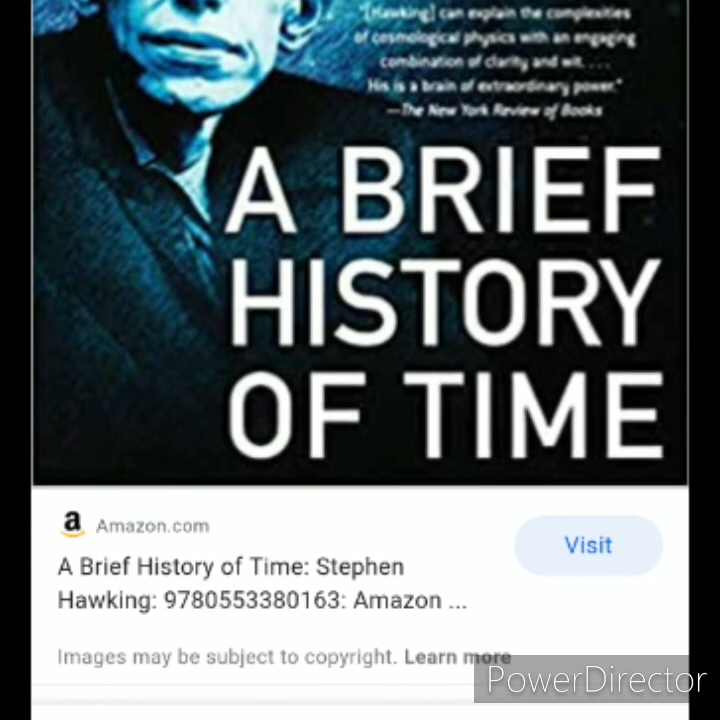 "[Hawking] can explain the complexities
of cosmological physics with an engaging
combination of clarity and wit. . . .
His is a brain of extraordinary power."
—The New York Review of Books
A BRIEF
HISTORY
OF TIME
a Amazon.com
Visit
A Brief History of Time: Stephen
Hawking: 9780553380163: Amazon ...
Images may be subject to copyright. Learn more
PowerDirector